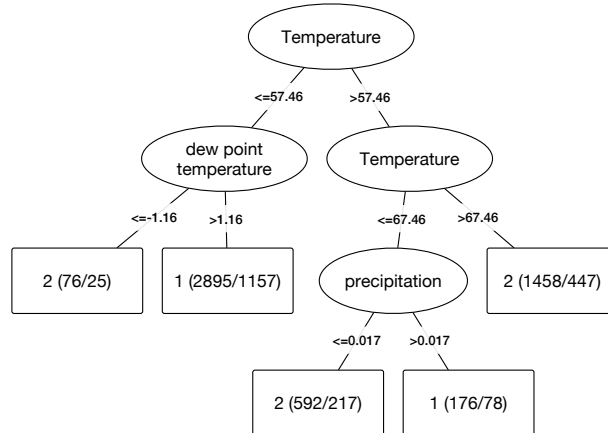 Temperature
<=57.46
>57.46
dew point
temperature
Temperature
<=-1.16
>1.16
<=67.46
>67.46
2 (76/25)
1 (2895/1157)
precipitation
2 (1458/447)
<=0.017
>0.017
2 (592/217)
1 (176/78)